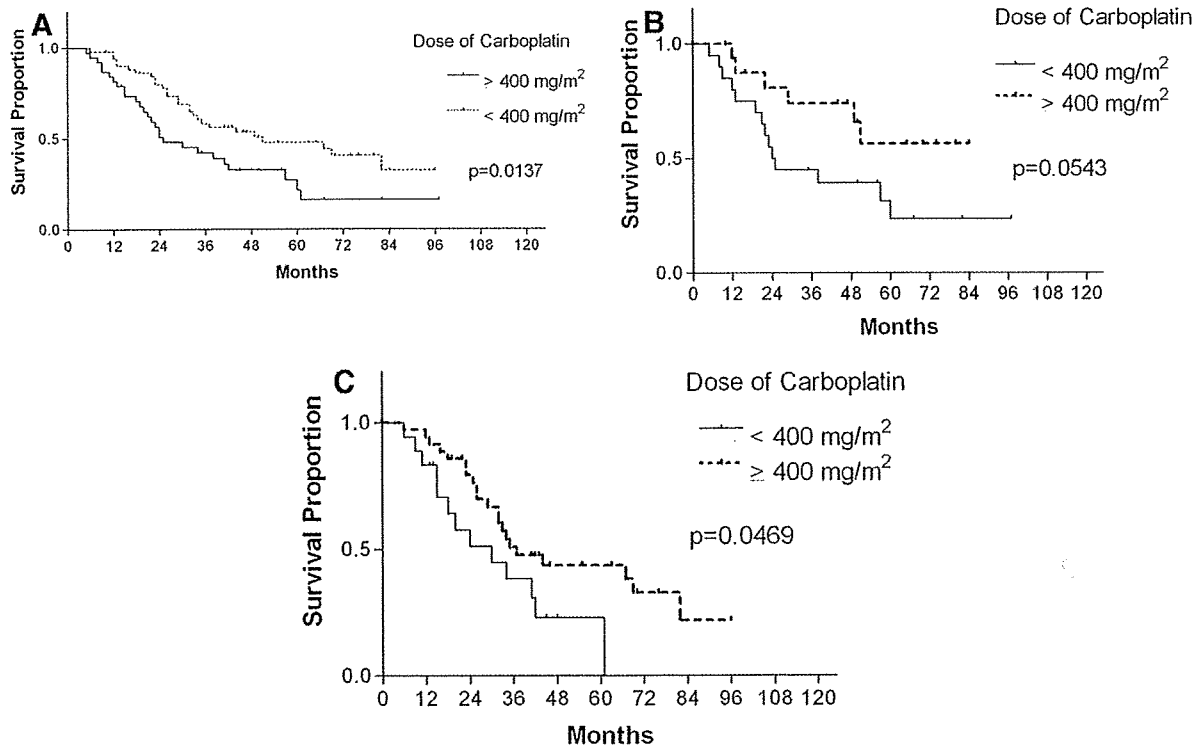 A
Dose of Carboplatin
> 400 mg/m²
< 400 mg/m²
p=0.0137
Survival Proportion
1.0
0.5
0.0
0 12 24 36 48 60 72 84 96 108 120
Months
B
Dose of Carboplatin
< 400 mg/m²
> 400 mg/m²
p=0.0543
Survival Proportion
1.0
0.5
0.0
0 12 24 36 48 60 72 84 96 108 120
Months
C
Dose of Carboplatin
< 400 mg/m²
≥ 400 mg/m²
p=0.0469
Survival Proportion
1.0
0.5
0.0
0 12 24 36 48 60 72 84 96 108 120
Months